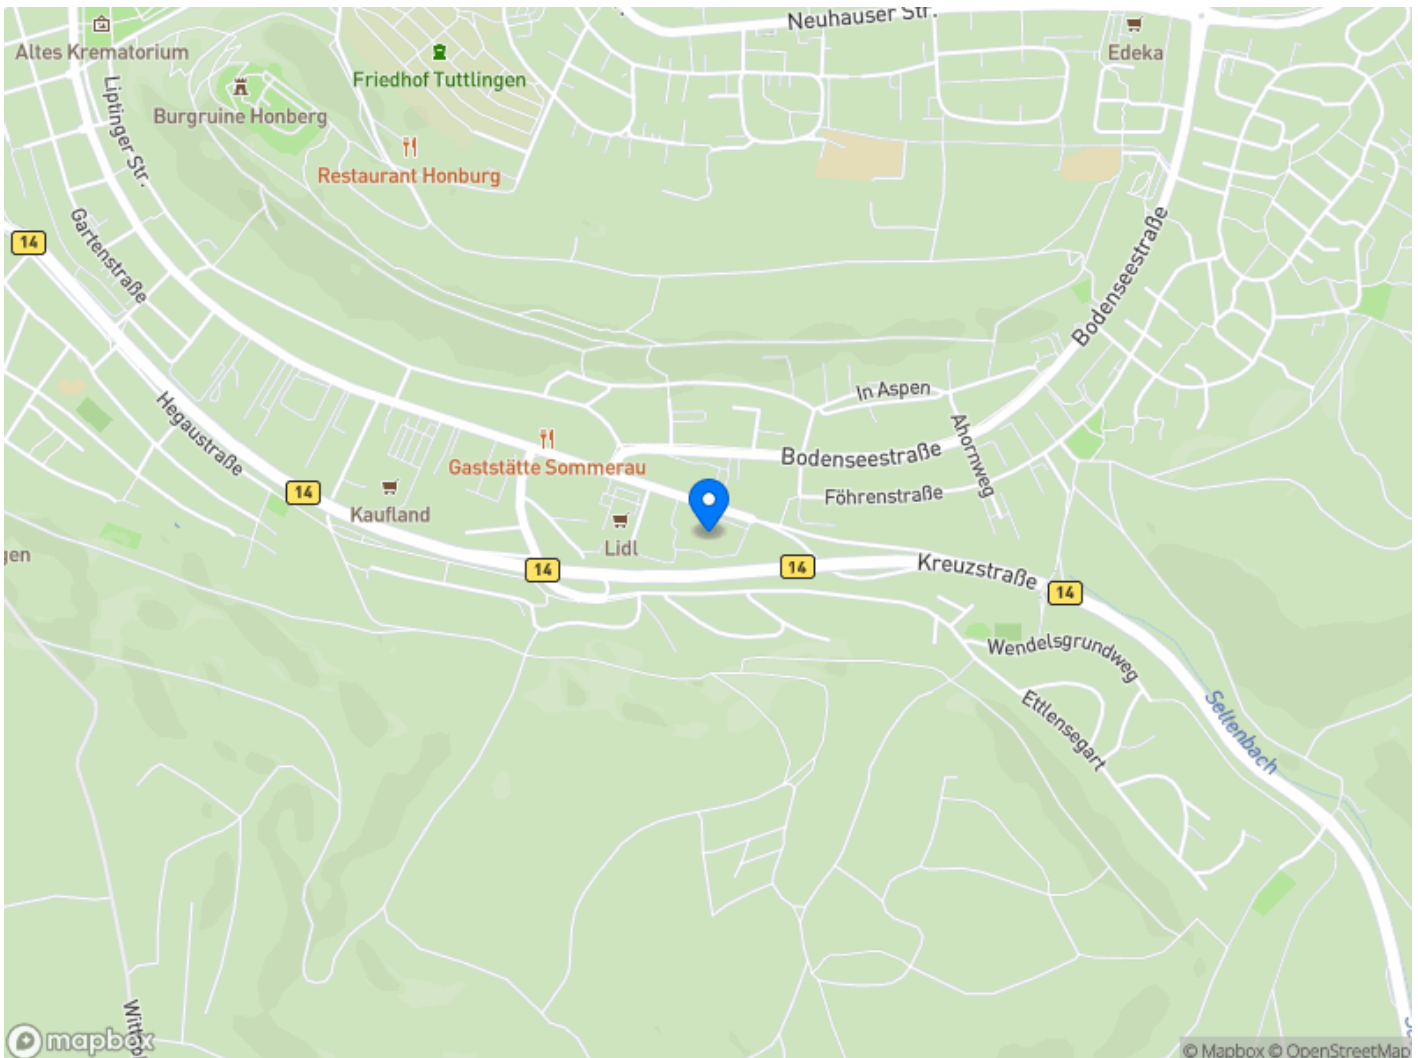 Neuhauser Str.
Altes Krematorium
Edeka
Friedhof Tuttlingen
Liptinger Str.
Burgruine Honberg
Restaurant Honburg
14
Gartenstraße
Bodenseestraße
In Aspen
Hegaustraße
Ahornweg
Gaststätte Sommerau
Bodenseestraße
14
Kaufland
Föhrenstraße
Lidl
gen
14
14
Kreuzstraße
14
Wendelsgrundweg
Ettlensegart
Seltenbach
mapbox
© Mapbox © OpenStreetMap